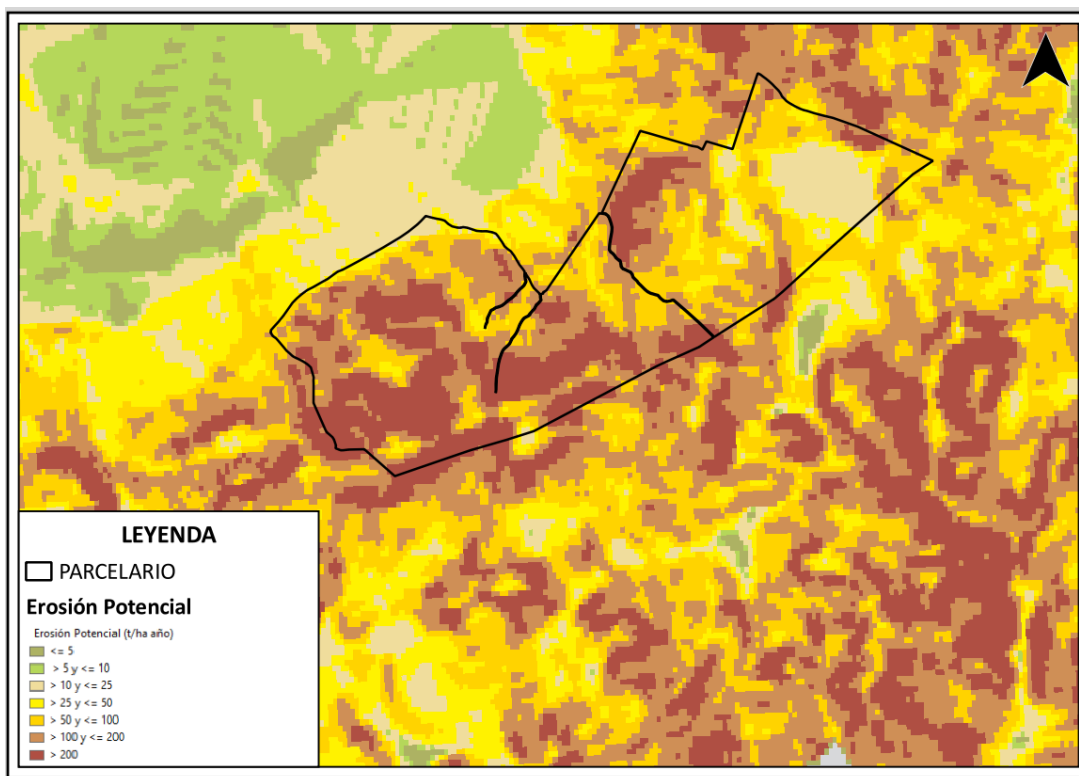 LEYENDA
PARCELARIO
Erosión Potencial
Erosión Potencial (t/ha año)
<= 5
> 5 y <= 10
> 10 y <= 25
> 25 y <= 50
> 50 y <= 100
> 100 y <= 200
> 200